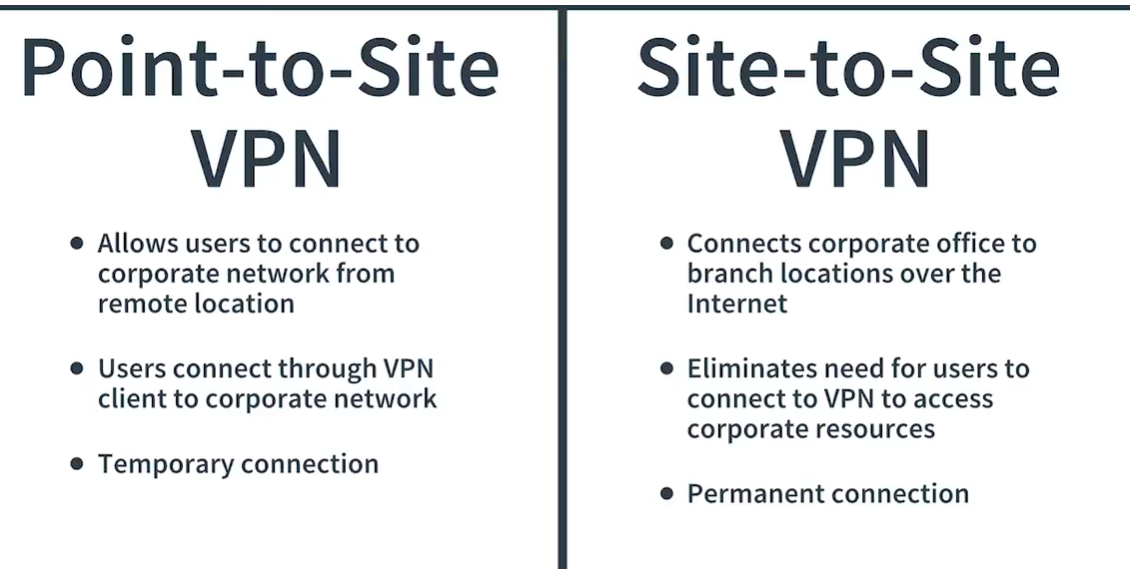 Point-to-Site
VPN
• Allows users to connect to
corporate network from
remote location
• Users connect through VPN
client to corporate network
• Temporary connection
Site-to-Site
VPN
• Connects corporate office to
branch locations over the
Internet
• Eliminates need for users to
connect to VPN to access
corporate resources
• Permanent connection